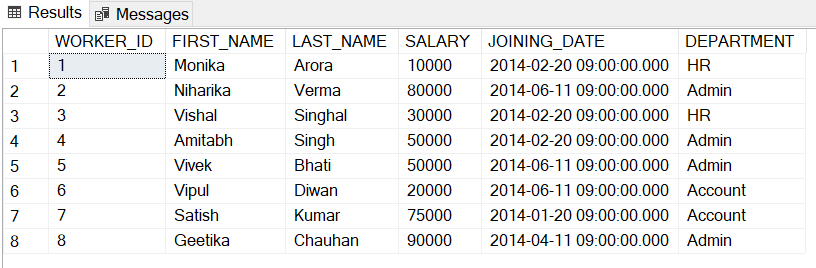 Results Messages
WORKER_ID FIRST_NAME LAST_NAME SALARY JOINING_DATE DEPARTMENT
1 1 Monika Arora 10000 2014-02-20 09:00:00.000 HR
2 2 Niharika Verma 80000 2014-06-11 09:00:00.000 Admin
3 3 Vishal Singhal 30000 2014-02-20 09:00:00.000 HR
4 4 Amitabh Singh 50000 2014-02-20 09:00:00.000 Admin
5 5 Vivek Bhati 50000 2014-06-11 09:00:00.000 Admin
6 6 Vipul Diwan 20000 2014-06-11 09:00:00.000 Account
7 7 Satish Kumar 75000 2014-01-20 09:00:00.000 Account
8 8 Geetika Chauhan 90000 2014-04-11 09:00:00.000 Admin